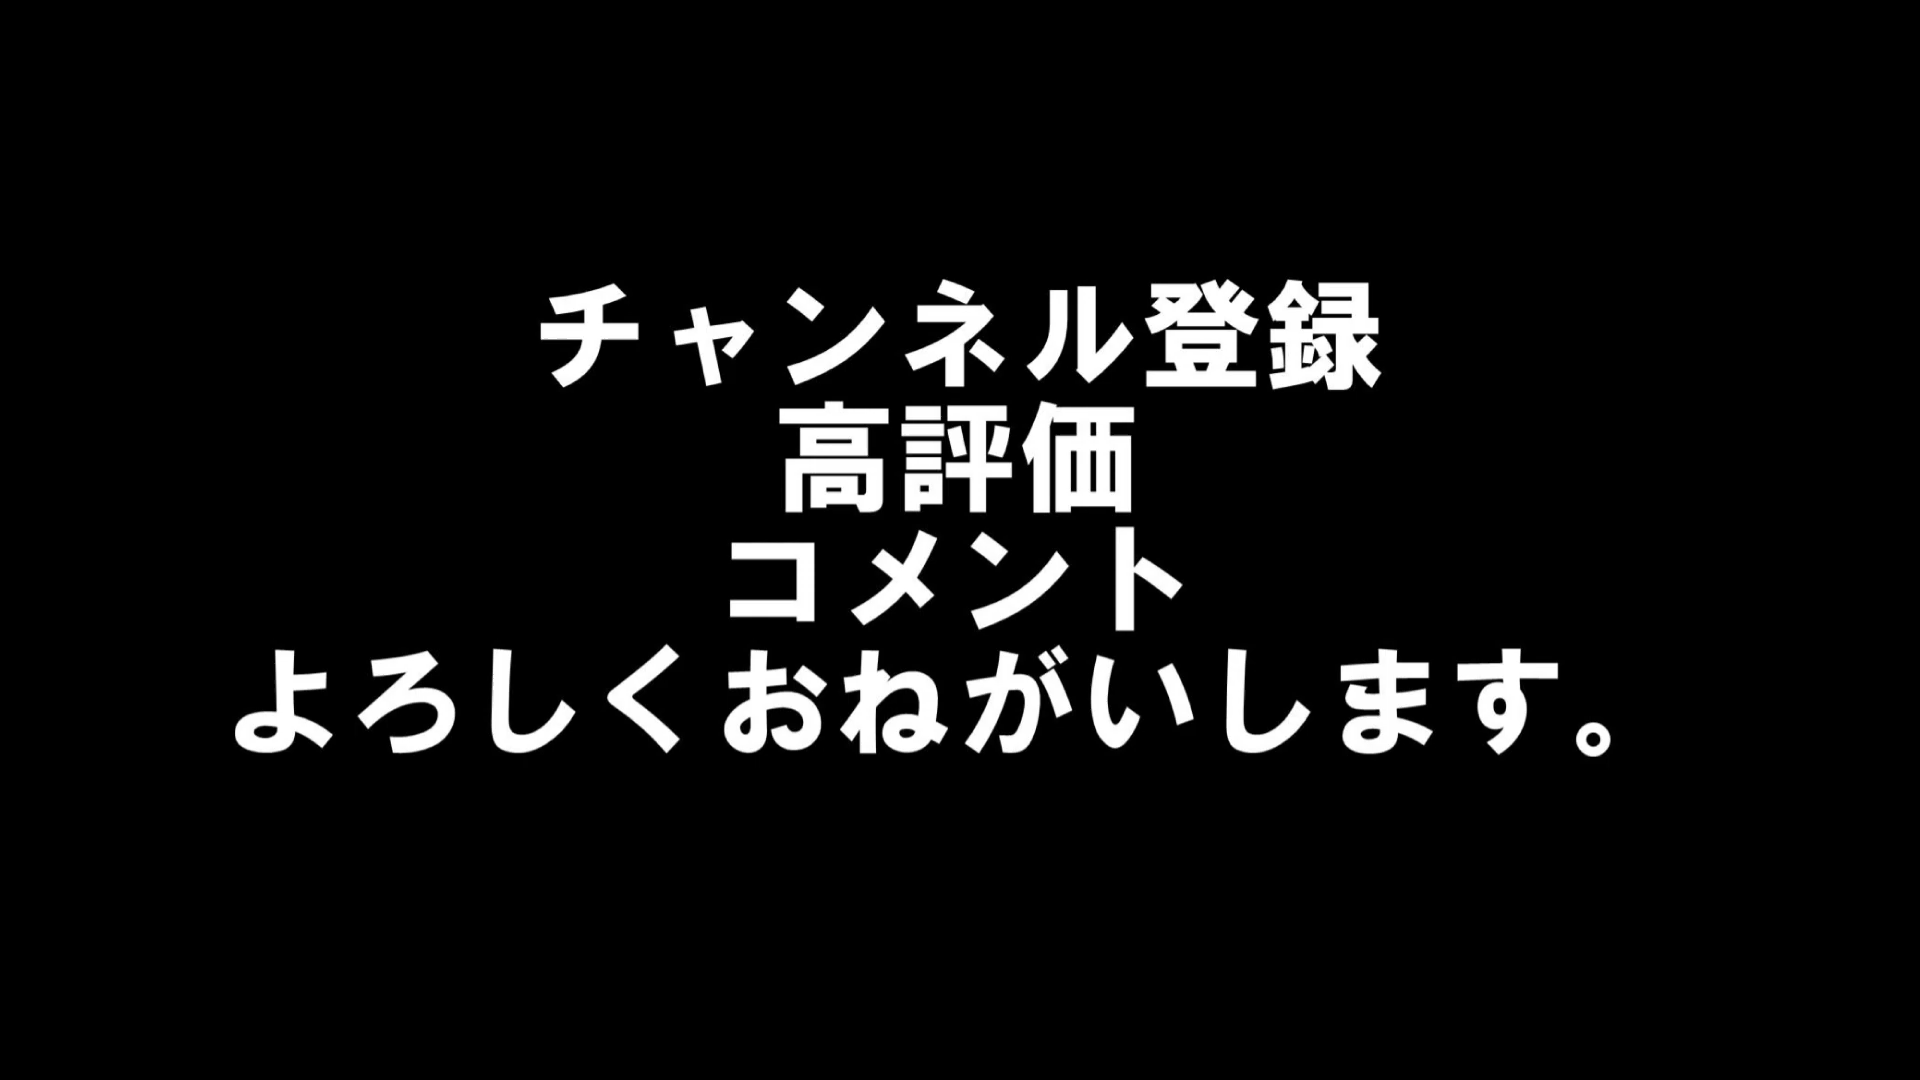 チャンネル登録
高評価
コメント
よろしくおねがいします。